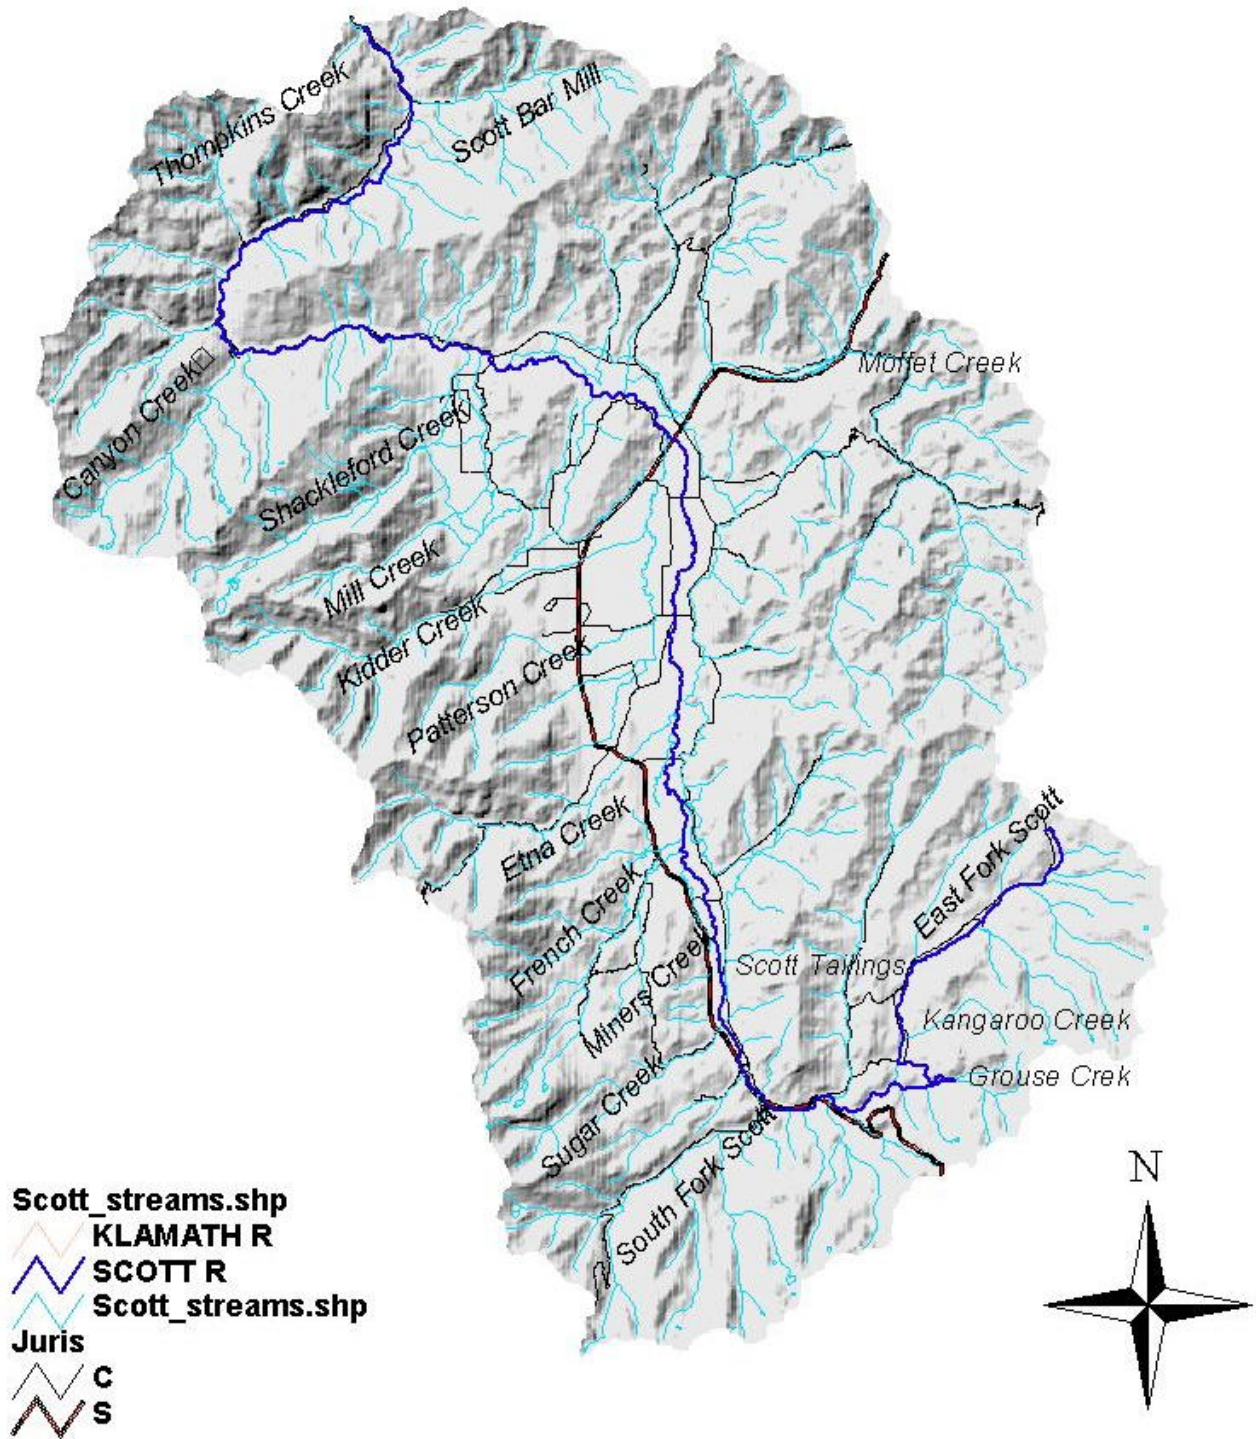 Thompkins Creek
Scott Bar Mill
Moffet Creek
Canyon Creek
Shackleford Creek
Mill Creek
Kidder Creek
Patterson Creek
East Fork Scott
Etna Creek
French Creek
Miners Creek
Scott Tailings
Kangaroo Creek
Grouse Crek
Sugar Creek
South Fork Scott
N
Scott_streams.shp
KLAMATH R
SCOTT R
Scott_streams.shp
Juris
C
S